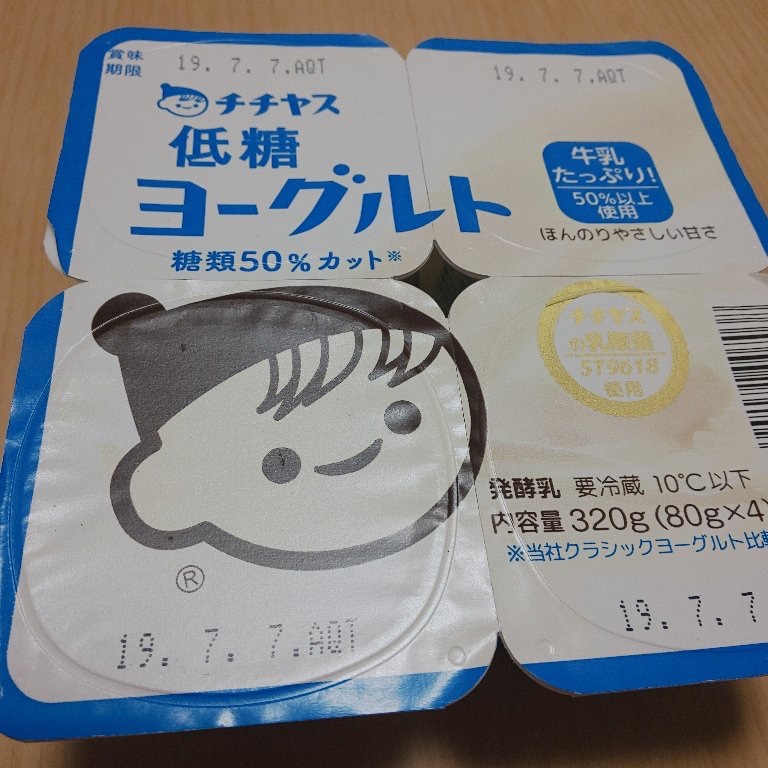 賞味
期限
19. 7. 7.AQT
チチヤス
低糖
ヨーグルト
糖類50%カット※
19. 7. 7.AQT
牛乳
たっぷり!
50%以上
使用
ほんのりやさしい甘さ
®
19. 7. 7.AQT
チチヤス
の乳酸菌
ST9618
使用
発酵乳 要冷蔵 10℃以下
内容量 320g(80g×4)
※当社クラシックヨーグルト比較
19. 7. 7